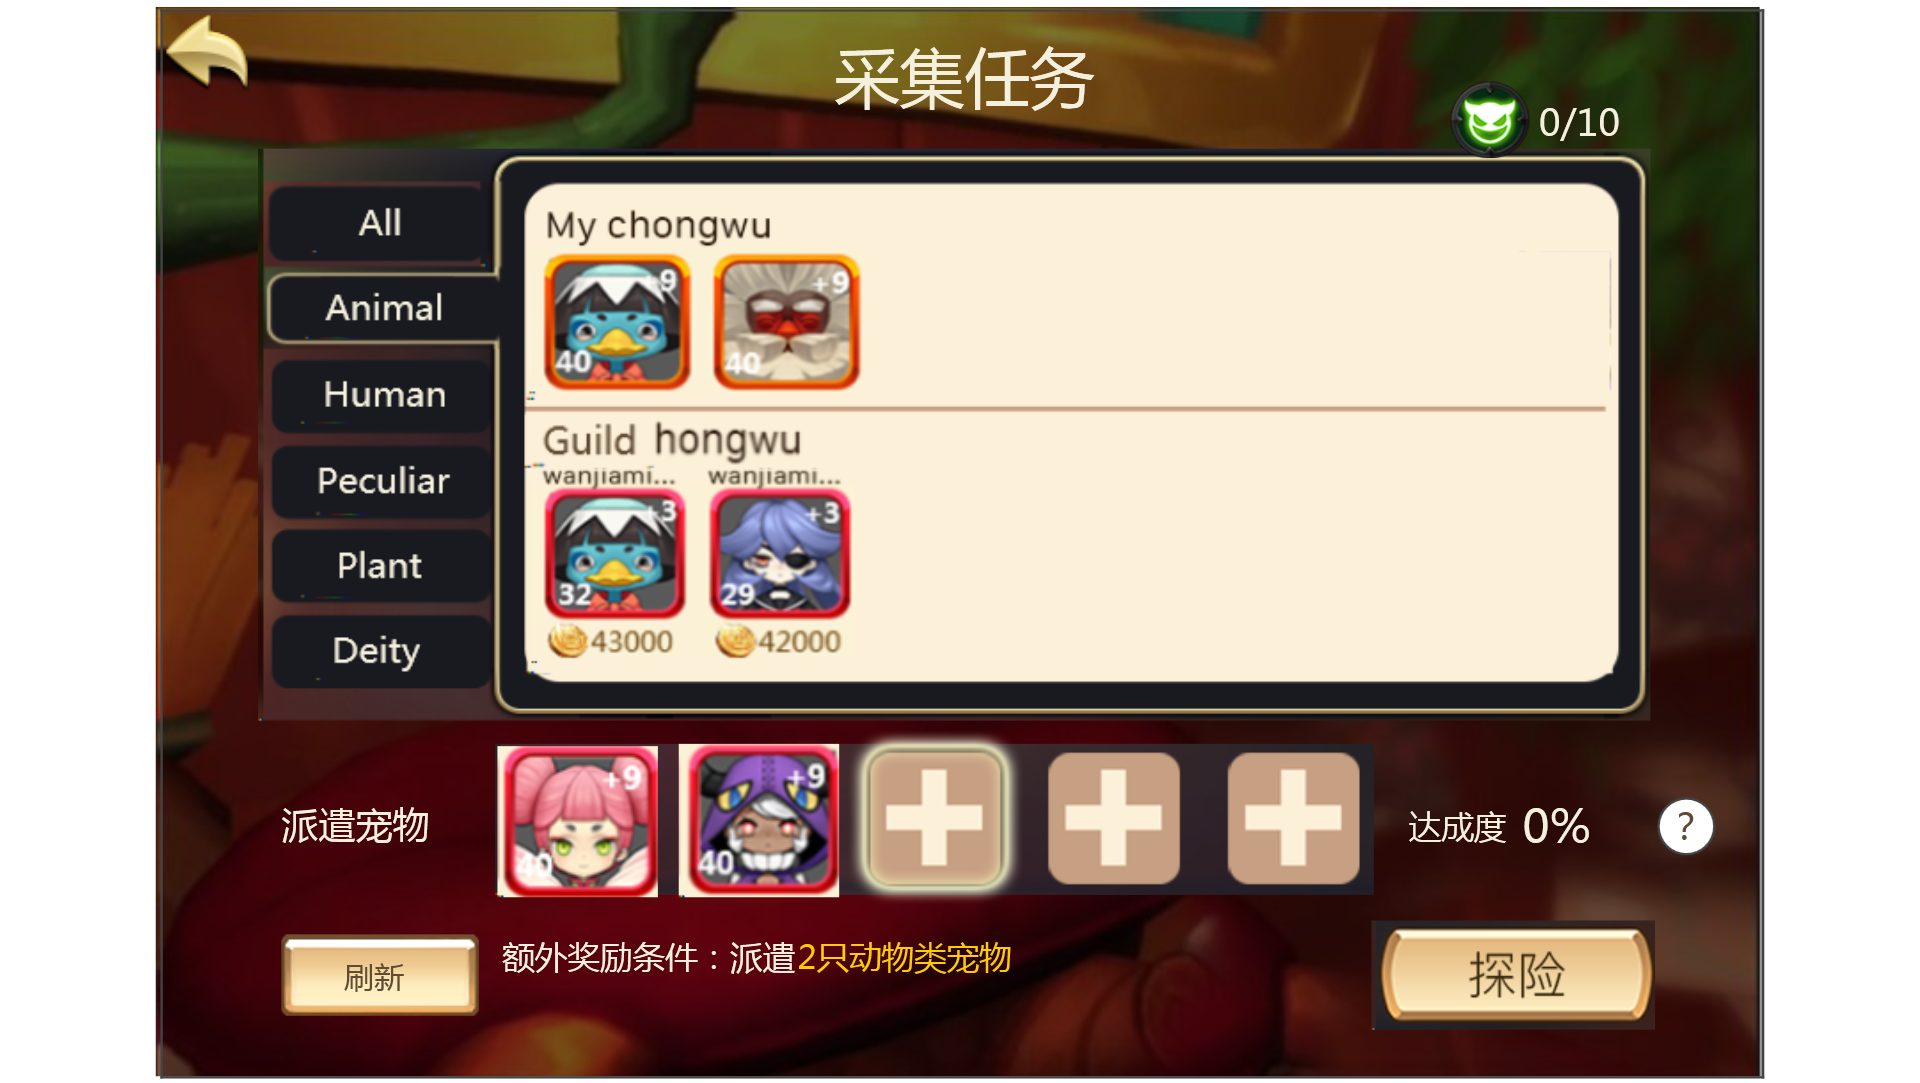 采集任务
0/10
All
Animal
Human
Peculiar
Plant
Deity
My chongwu
+9 +9
40 40
Guild hongwu
wanjiami... wanjiami...
+3 +3
32 29
43000 42000
派遣宠物
+9 +9
40 40
达成度 0% ?
刷新
额外奖励条件：派遣2只动物类宠物
探险